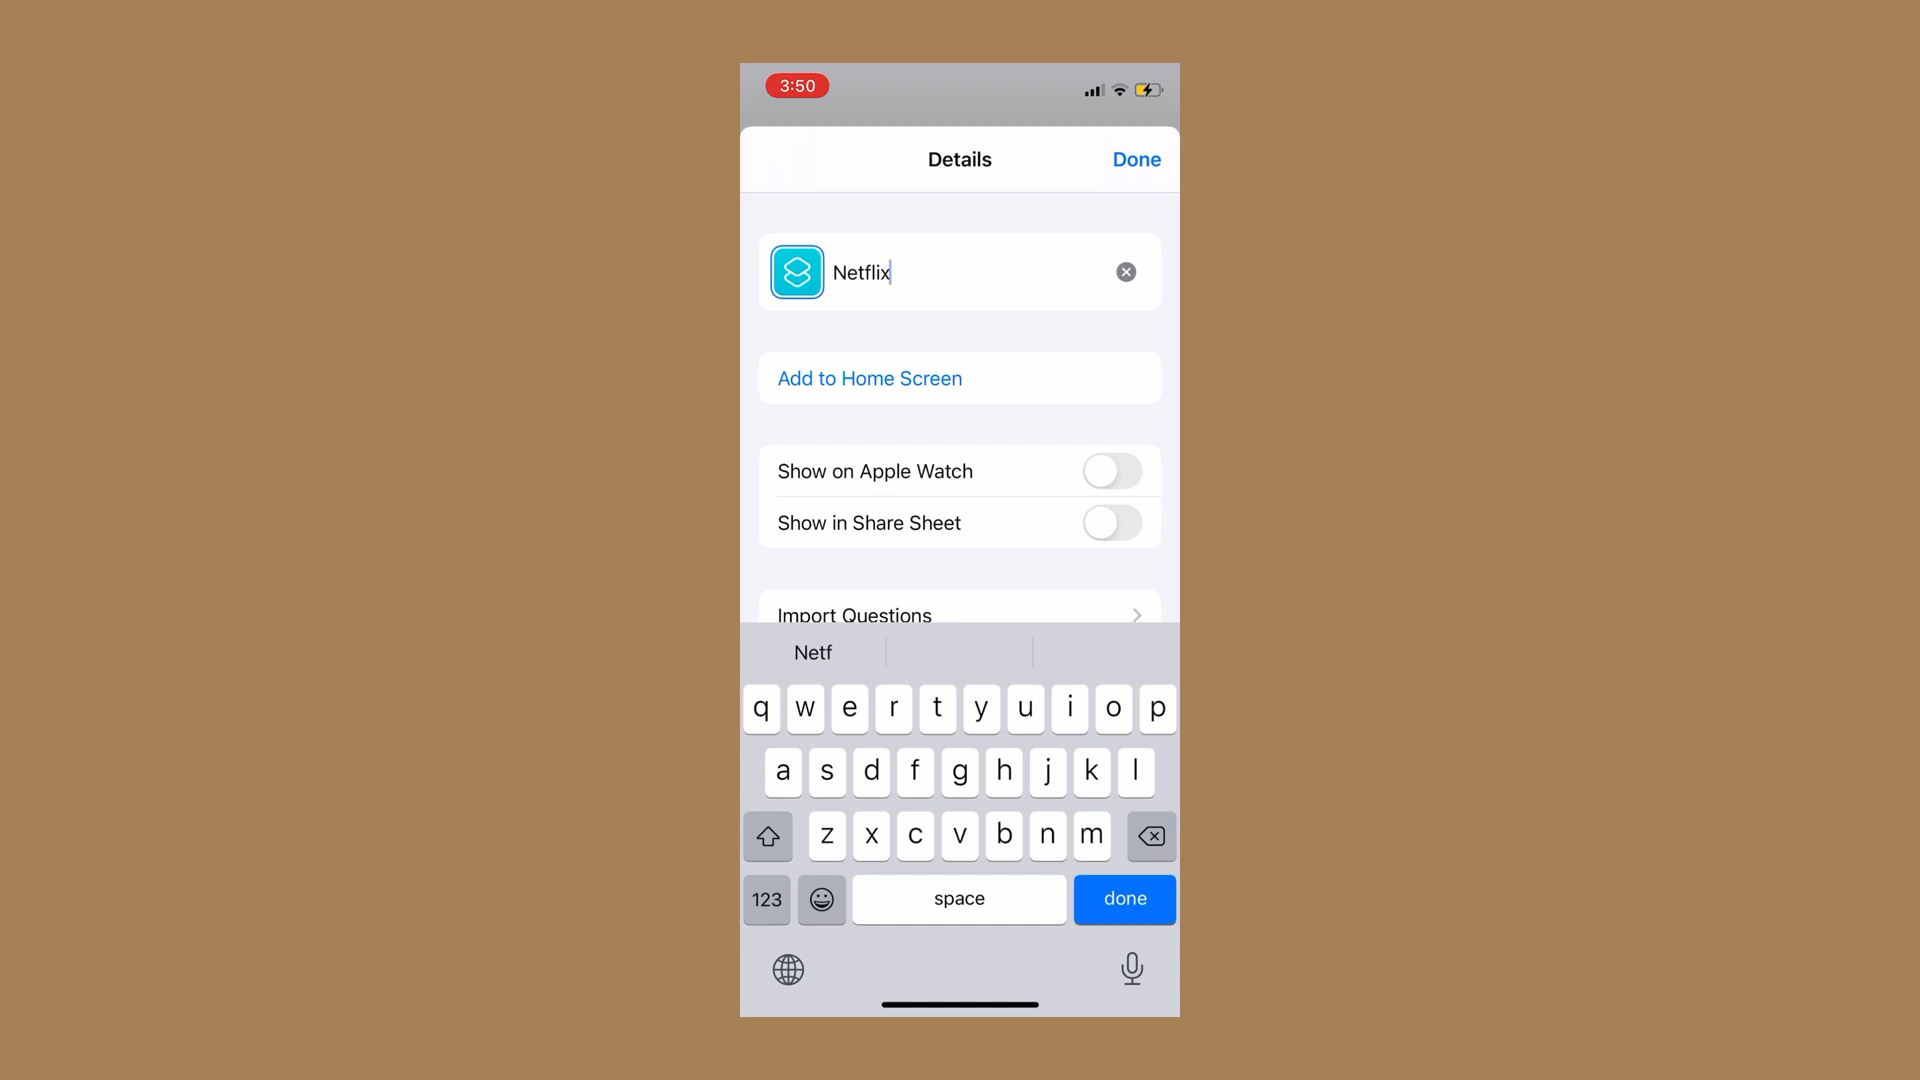 3:50
Details
Done
Netflix
Add to Home Screen
Show on Apple Watch
Show in Share Sheet
Import Questions
Netf
q w e r t y u i o p
a s d f g h j k l
z x c v b n m
123 space done